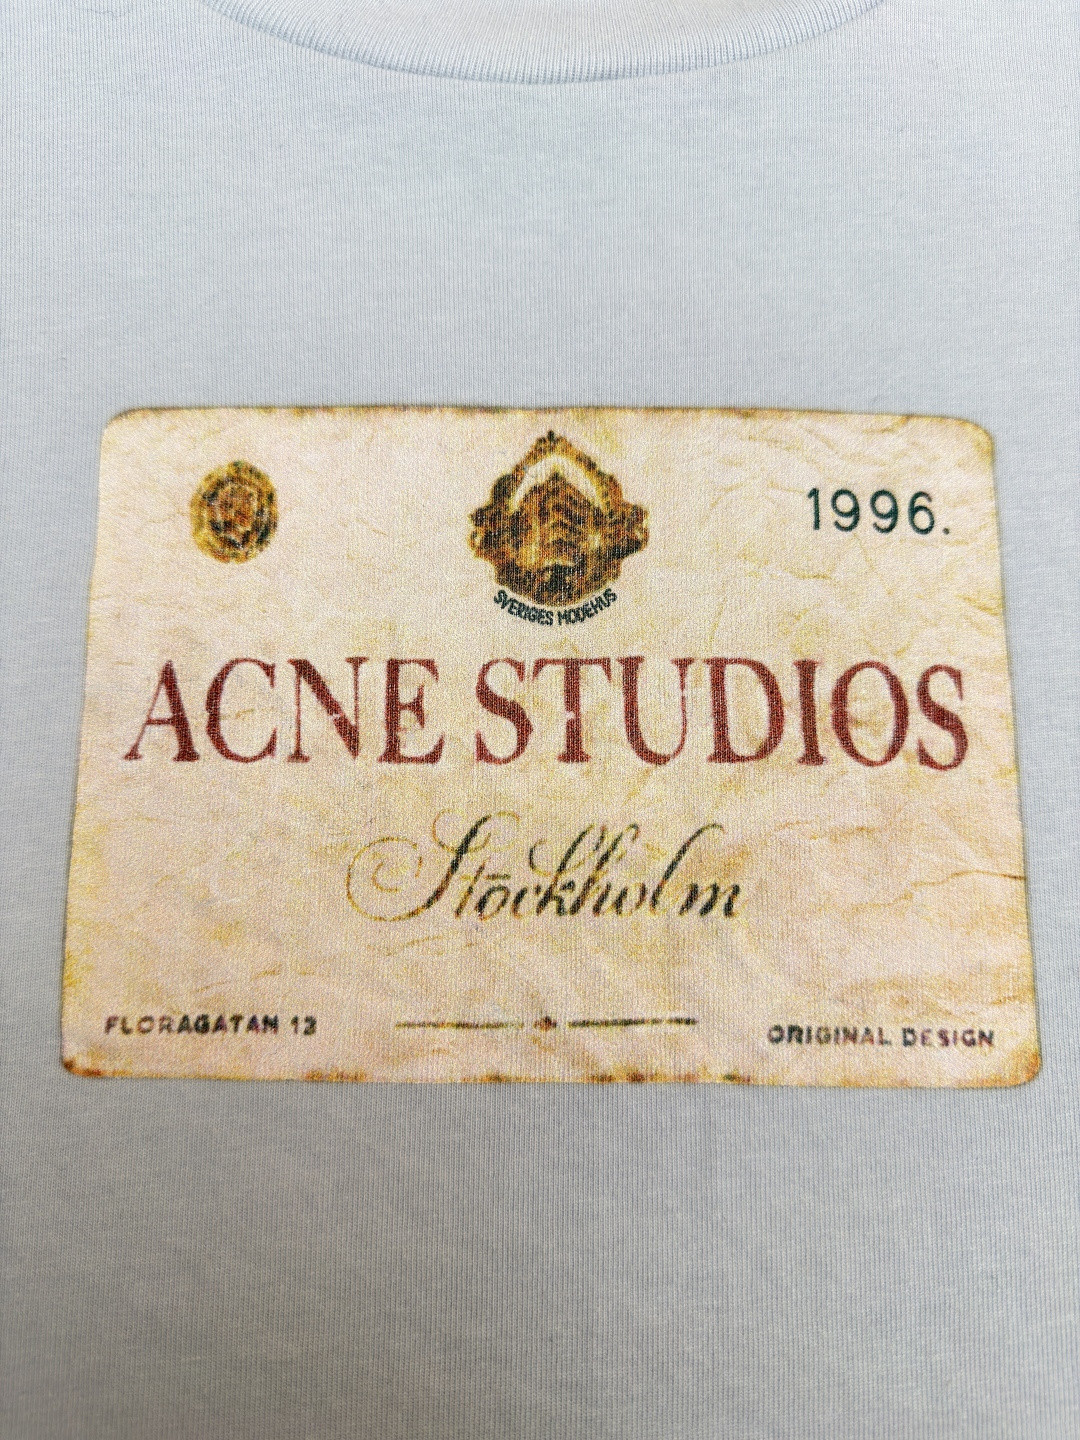 1996.
SVERIGES MODEHUS
ACNE STUDIOS
Stockholm
FLORAGATAN 13
ORIGINAL DESIGN